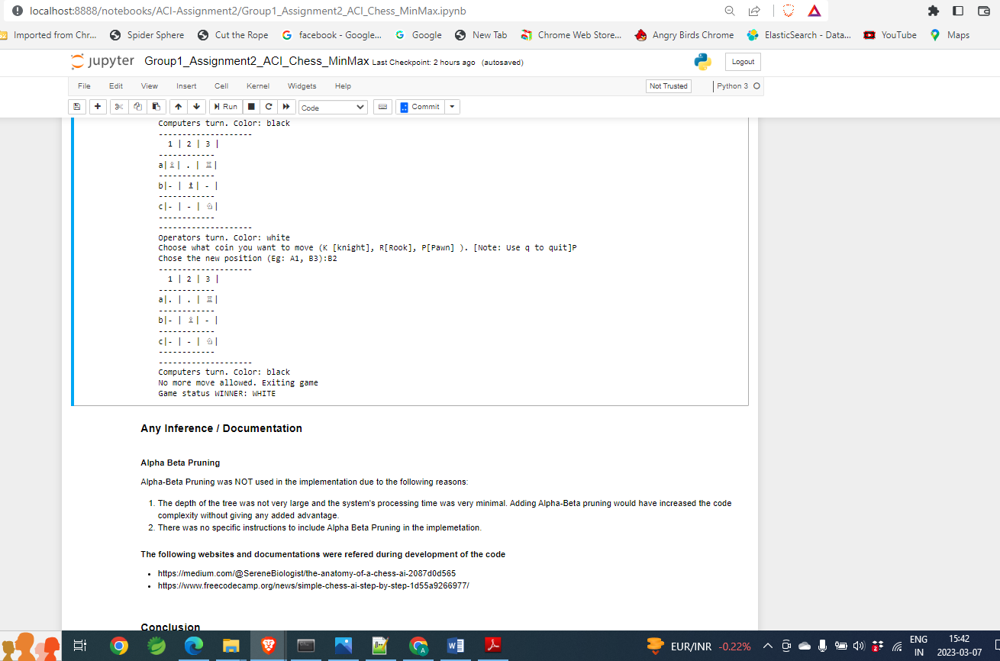 localhost:8888/notebooks/ACI-Assignment2/Group1_Assignment2_ACI_Chess_MinMax.ipynb
Imported from Chr... Spider Sphere Cut the Rope facebook - Google... Google New Tab Chrome Web Store... Angry Birds Chrome ElasticSearch - Data... YouTube Maps
jupyter Group1_Assignment2_ACI_Chess_MinMax Last Checkpoint: 2 hours ago (autosaved) Logout
File Edit View Insert Cell Kernel Widgets Help Not Trusted Python 3
Run Code Commit
Computers turn. Color: black
--------------------
1 | 2 | 3 |
------------
a|♙| . | ♖|
------------
b|- | ♟| - |
------------
c|- | - | ♘|
------------
--------------------
Operators turn. Color: white
Choose what coin you want to move (K [knight], R[Rook], P[Pawn] ). [Note: Use q to quit]P
Chose the new position (Eg: A1, B3):B2
--------------------
1 | 2 | 3 |
------------
a|. | . | ♖|
------------
b|- | ♙| - |
------------
c|- | - | ♘|
------------
--------------------
Computers turn. Color: black
No more move allowed. Exiting game
Game status WINNER: WHITE
Any Inference / Documentation
Alpha Beta Pruning
Alpha-Beta Pruning was NOT used in the implementation due to the following reasons:
1. The depth of the tree was not very large and the system's processing time was very minimal. Adding Alpha-Beta pruning would have increased the code
complexity without giving any added advantage.
2. There was no specific instructions to include Alpha Beta Pruning in the implemetation.
The following websites and documentations were refered during development of the code
• https://medium.com/@SereneBiologist/the-anatomy-of-a-chess-ai-2087d0d565
• https://www.freecodecamp.org/news/simple-chess-ai-step-by-step-1d55a9266977/
Conclusion
EUR/INR -0.22% ENG 15:42
IN 2023-03-07